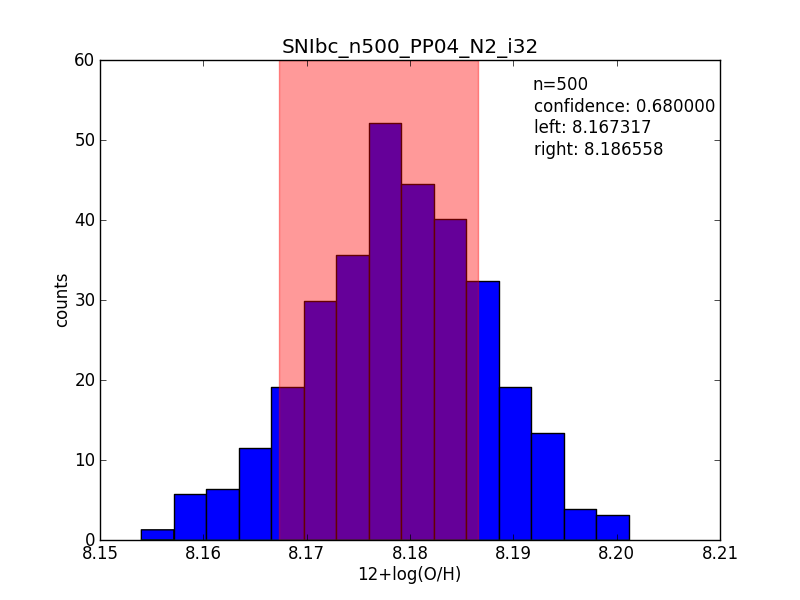 SNIbc_n500_PP04_N2_i32
60
50
40
30
20
10
0
counts
n=500
confidence: 0.680000
left: 8.167317
right: 8.186558
8.15 8.16 8.17 8.18 8.19 8.20 8.21
12+log(O/H)